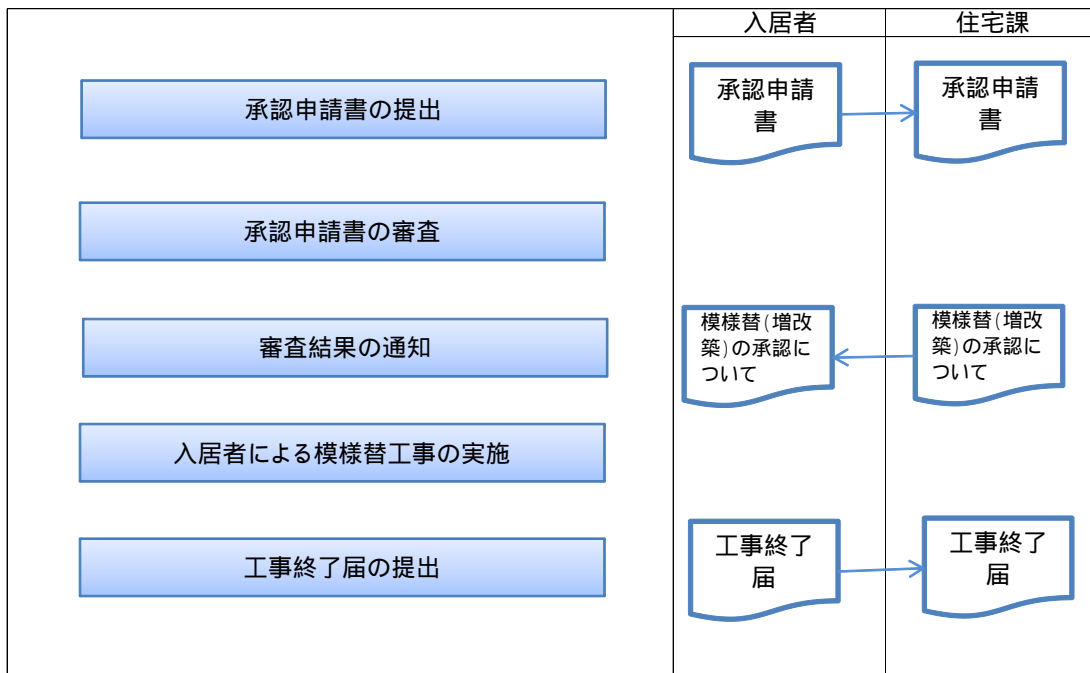 入居者
住宅課
承認申請書の提出
承認申請
書
承認申請
書
承認申請書の審査
審査結果の通知
模様替(増改
築)の承認に
ついて
模様替(増改
築)の承認に
ついて
入居者による模様替工事の実施
工事終了届の提出
工事終了
届
工事終了
届